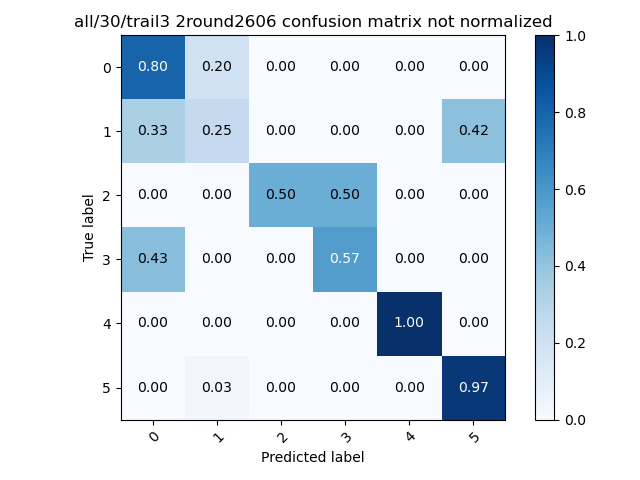 all/30/trail3 2round2606 confusion matrix not normalized
True label
0 0.80 0.20 0.00 0.00 0.00 0.00
1 0.33 0.25 0.00 0.00 0.00 0.42
2 0.00 0.00 0.50 0.50 0.00 0.00
3 0.43 0.00 0.00 0.57 0.00 0.00
4 0.00 0.00 0.00 0.00 1.00 0.00
5 0.00 0.03 0.00 0.00 0.00 0.97
0 1 2 3 4 5
Predicted label
1.0
0.8
0.6
0.4
0.2
0.0